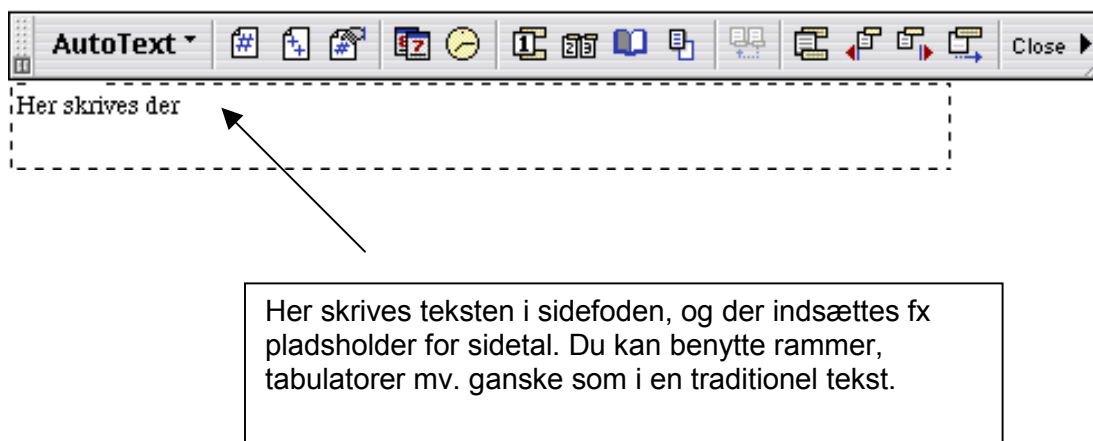 AutoText Close
Her skrives der
Her skrives teksten i sidefoden, og der indsættes fx
pladsholder for sidetal. Du kan benytte rammer,
tabulatorer mv. ganske som i en traditionel tekst.